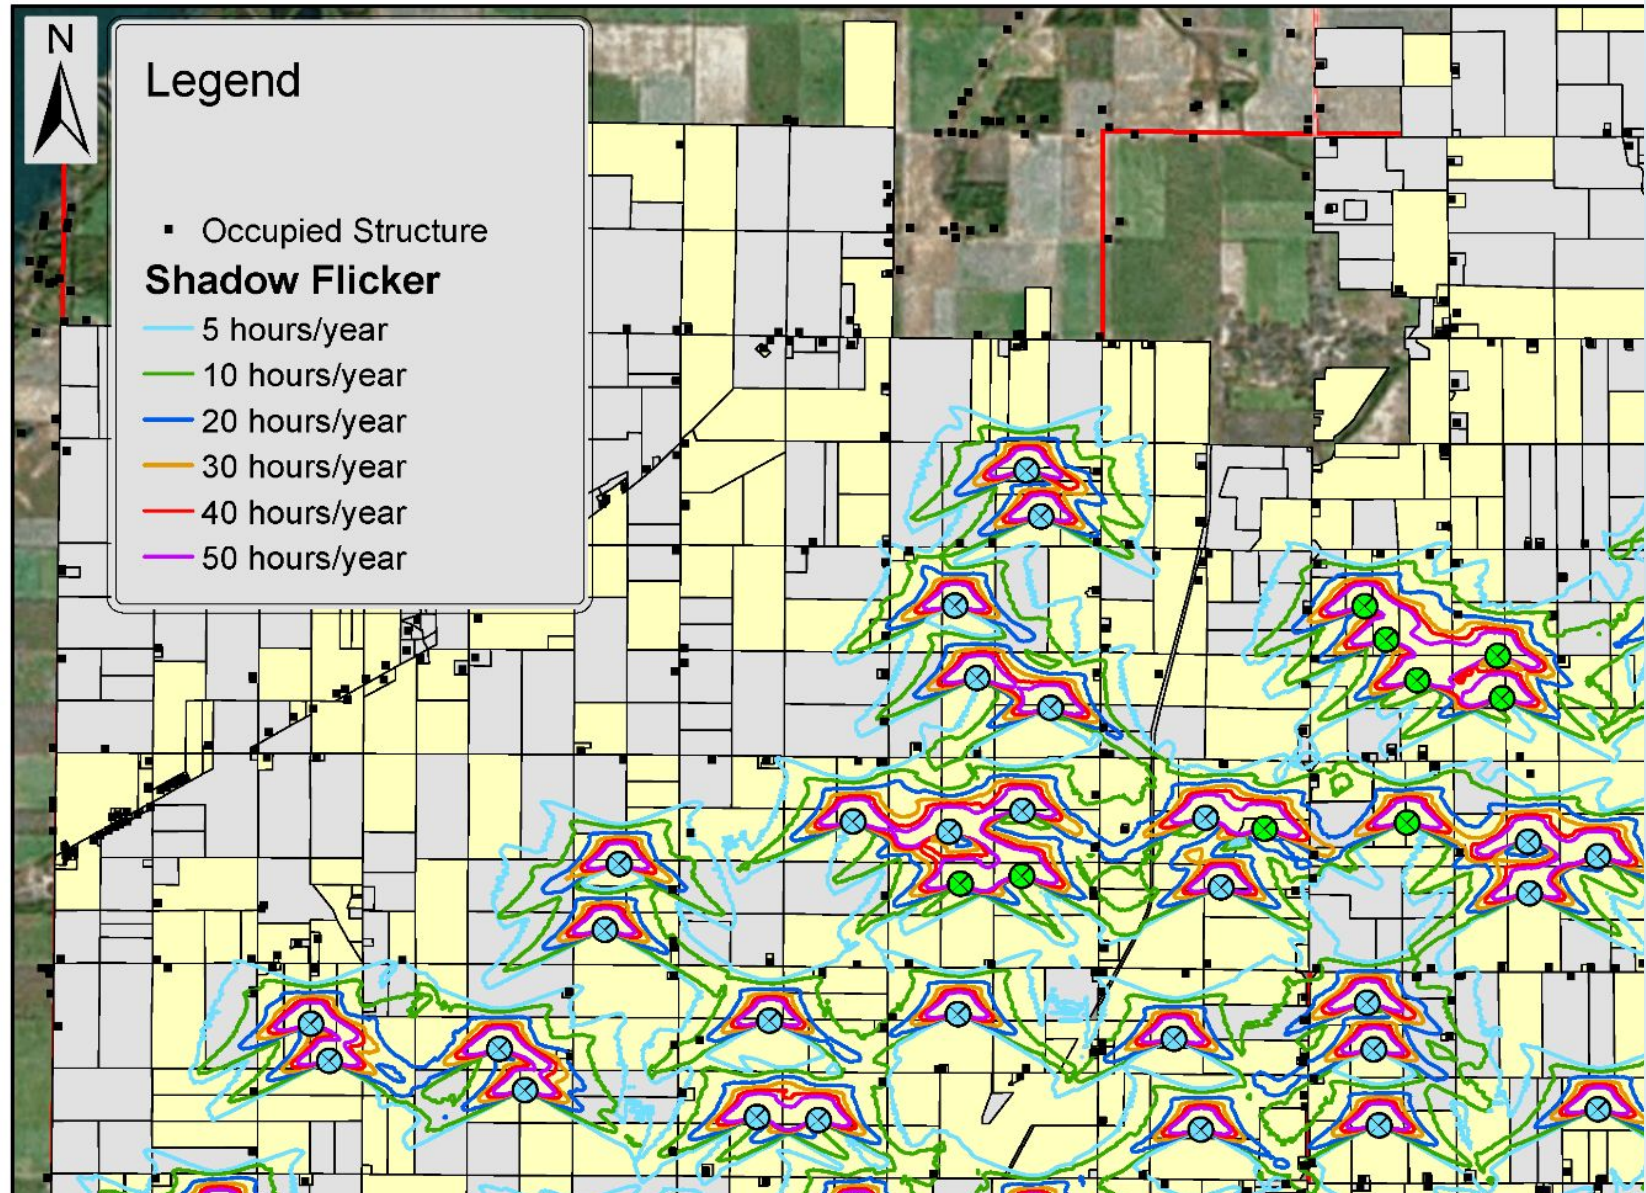 N
Legend
Occupied Structure
Shadow Flicker
5 hours/year
10 hours/year
20 hours/year
30 hours/year
40 hours/year
50 hours/year